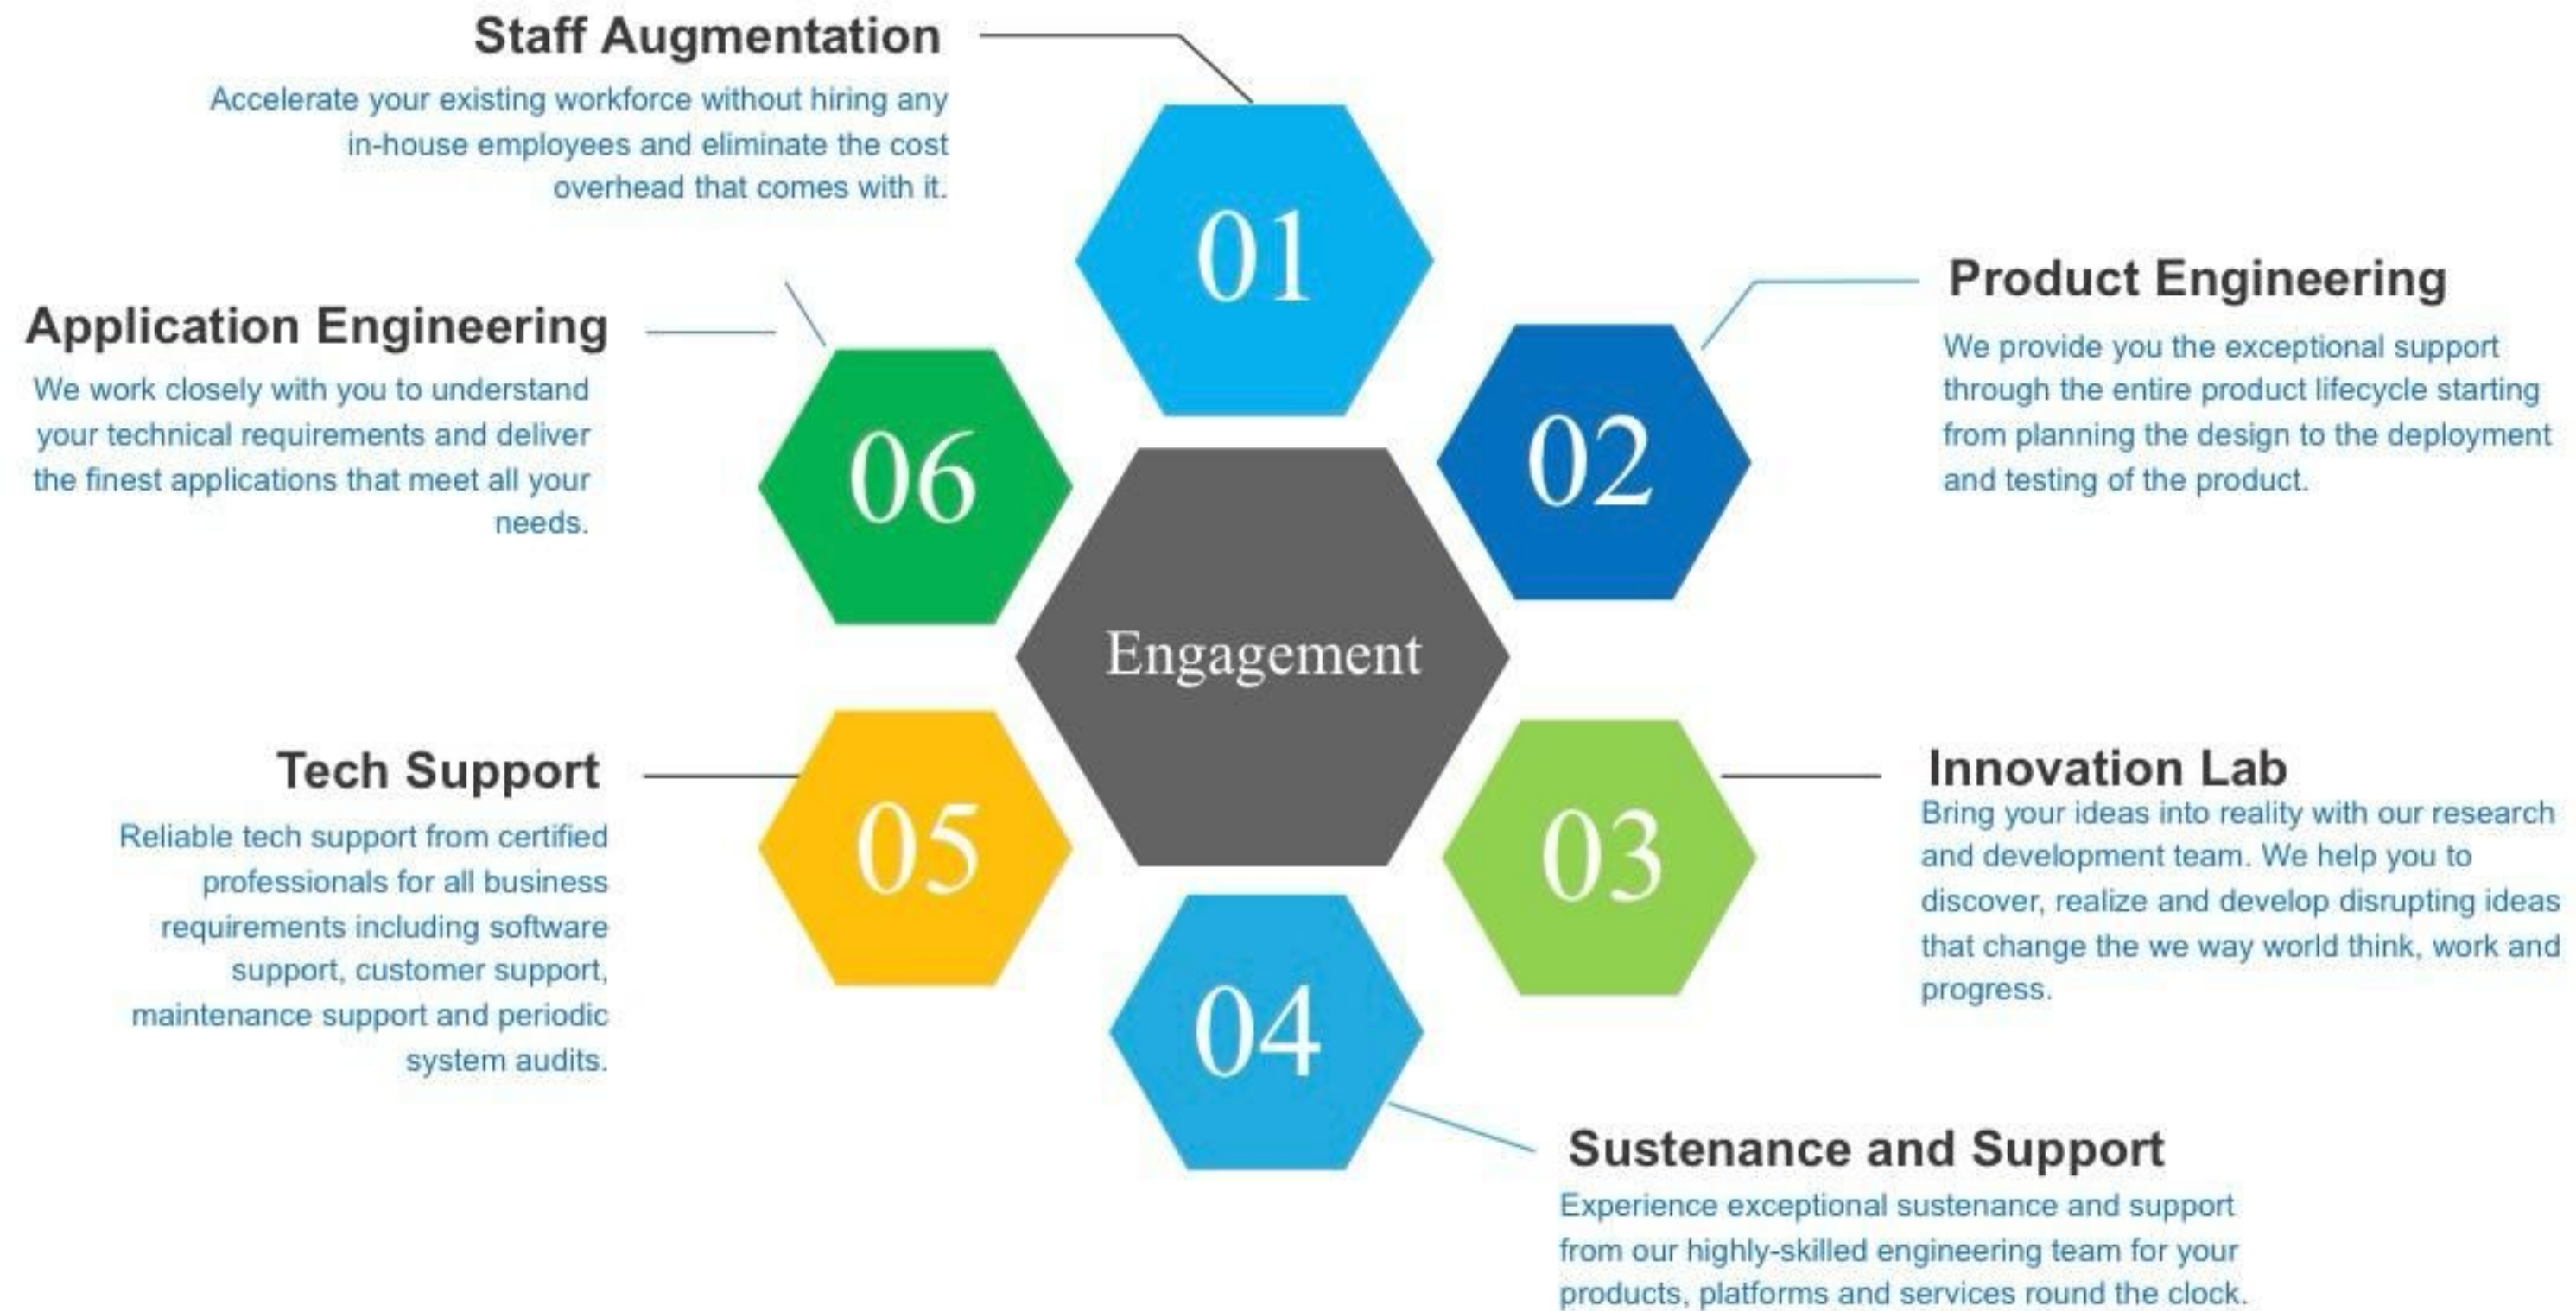 Staff Augmentation
Accelerate your existing workforce without hiring any
in-house employees and eliminate the cost
overhead that comes with it.
01
Product Engineering
We provide you the exceptional support
through the entire product lifecycle starting
from planning the design to the deployment
and testing of the product.
02
Innovation Lab
Bring your ideas into reality with our research
and development team. We help you to
discover, realize and develop disrupting ideas
that change the we way world think, work and
progress.
03
Sustenance and Support
Experience exceptional sustenance and support
from our highly-skilled engineering team for your
products, platforms and services round the clock.
04
Tech Support
Reliable tech support from certified
professionals for all business
requirements including software
support, customer support,
maintenance support and periodic
system audits.
05
Application Engineering
We work closely with you to understand
your technical requirements and deliver
the finest applications that meet all your
needs.
06
Engagement